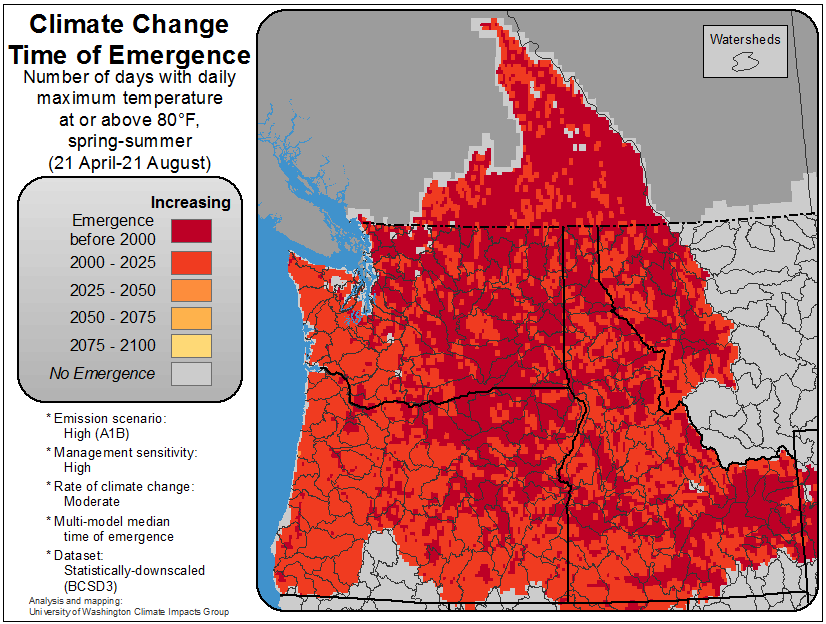 Climate Change
Time of Emergence
Number of days with daily
maximum temperature
at or above 80°F,
spring-summer
(21 April-21 August)
Increasing
Emergence
before 2000
2000 - 2025
2025 - 2050
2050 - 2075
2075 - 2100
No Emergence
* Emission scenario:
High (A1B)
* Management sensitivity:
High
* Rate of climate change:
Moderate
* Multi-model median
time of emergence
* Dataset:
Statistically-downscaled
(BCSD3)
Analysis and mapping:
University of Washington Climate Impacts Group
Watersheds